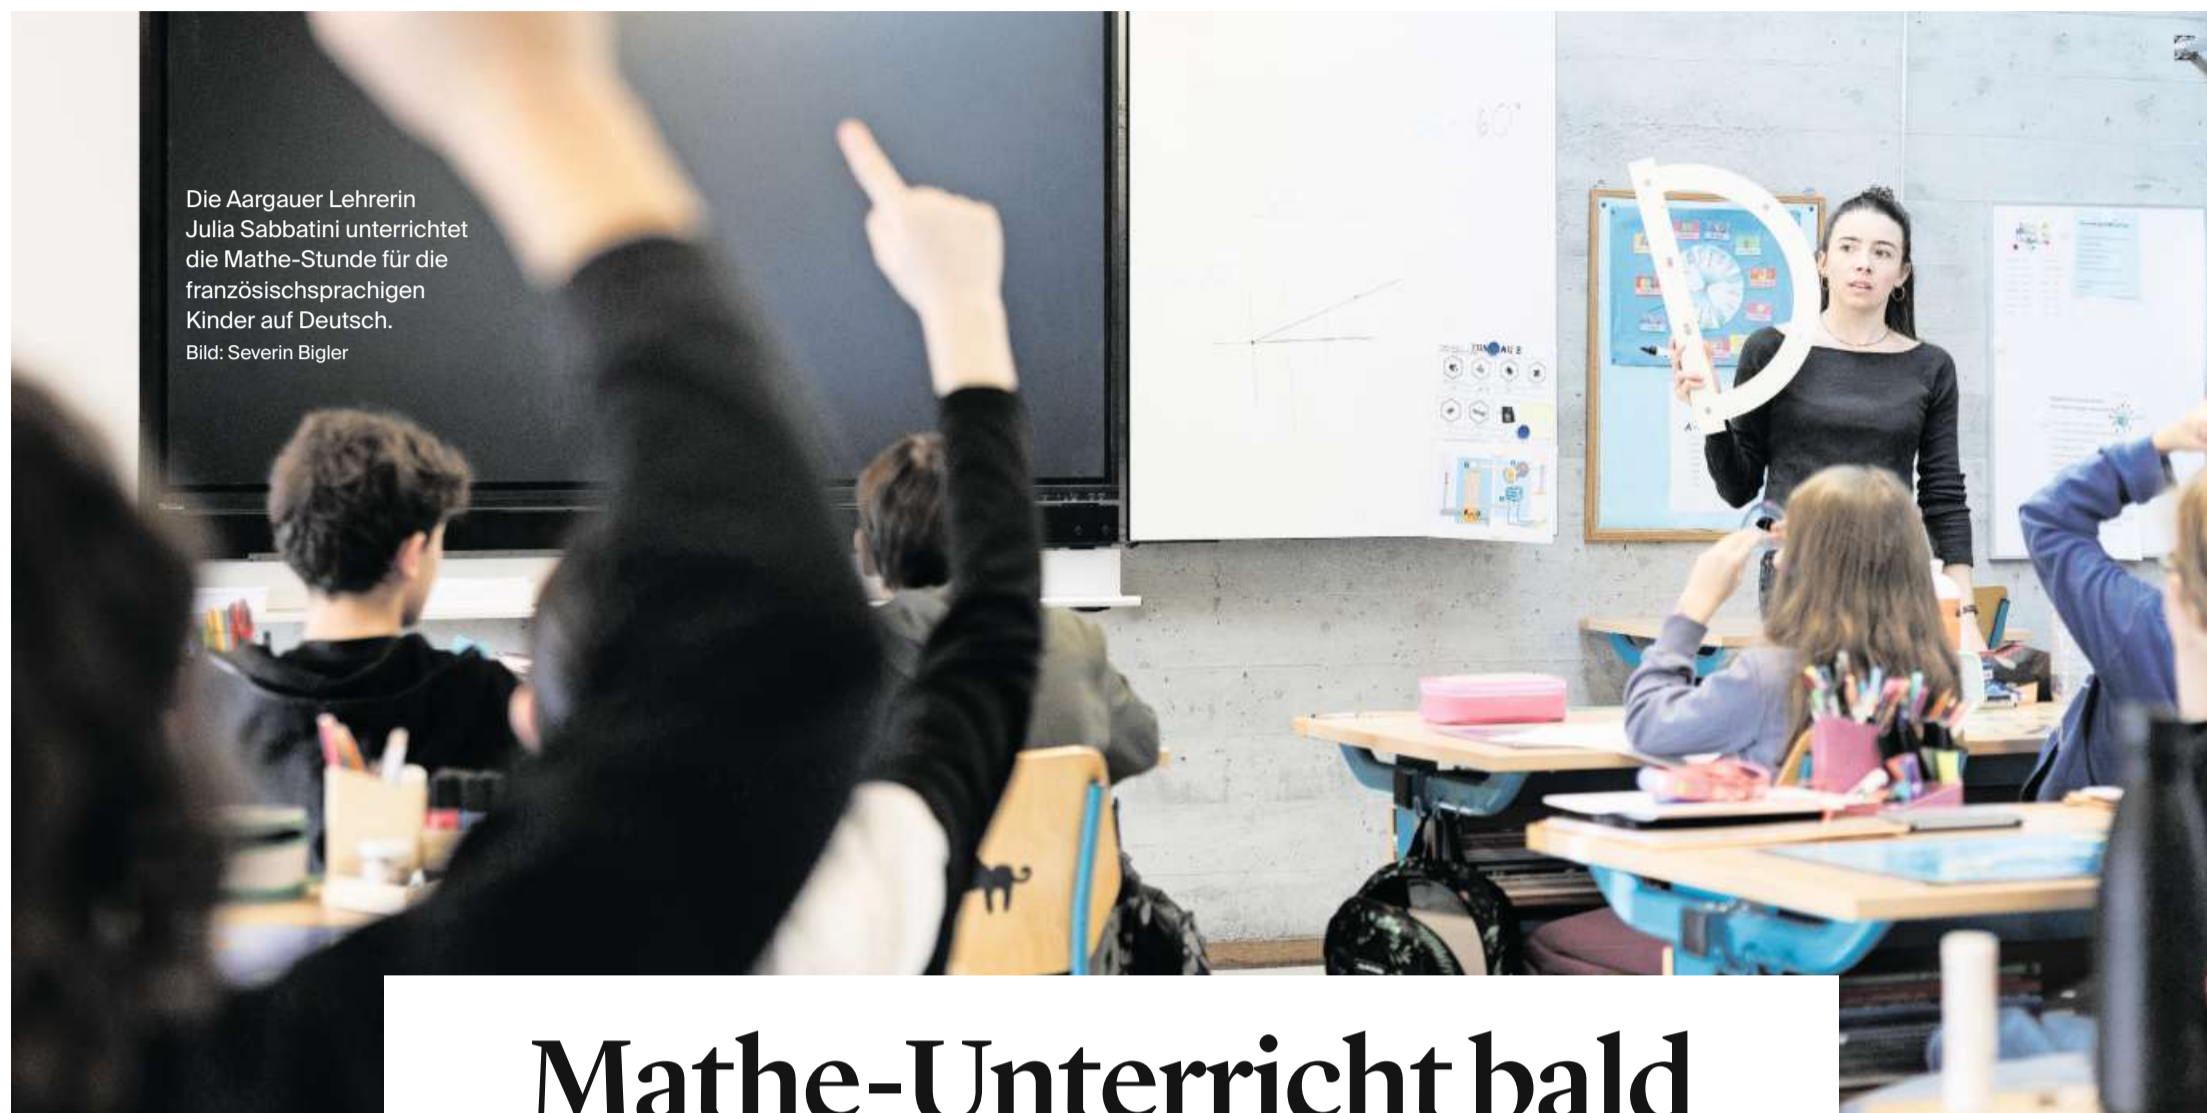 60°
Die Aargauer Lehrerin
Julia Sabbatini unterrichtet
die Mathe-Stunde für die
französischsprachigen
Kinder auf Deutsch.
Bild: Severin Bigler
Mathe-Unterricht bald